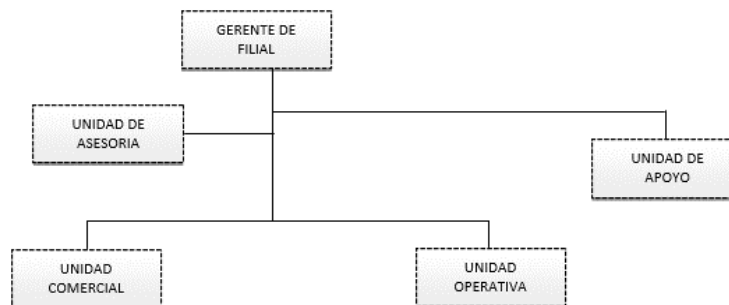 GERENTE DE
FILIAL
UNIDAD DE
ASESORIA
UNIDAD DE
APOYO
UNIDAD
COMERCIAL
UNIDAD
OPERATIVA